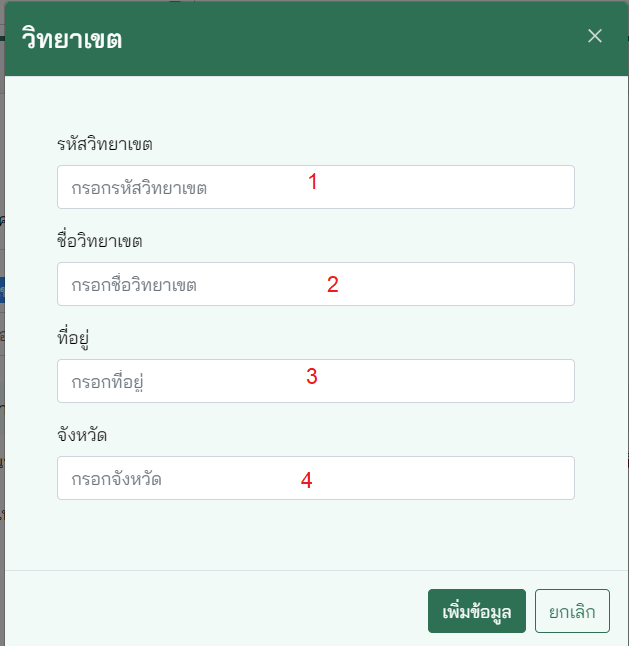 วิทยาเขต
รหัสวิทยาเขต
กรอกรหัสวิทยาเขต 1
ชื่อวิทยาเขต
กรอกชื่อวิทยาเขต 2
ที่อยู่
กรอกที่อยู่ 3
จังหวัด
กรอกจังหวัด 4
เพิ่มข้อมูล ยกเลิก